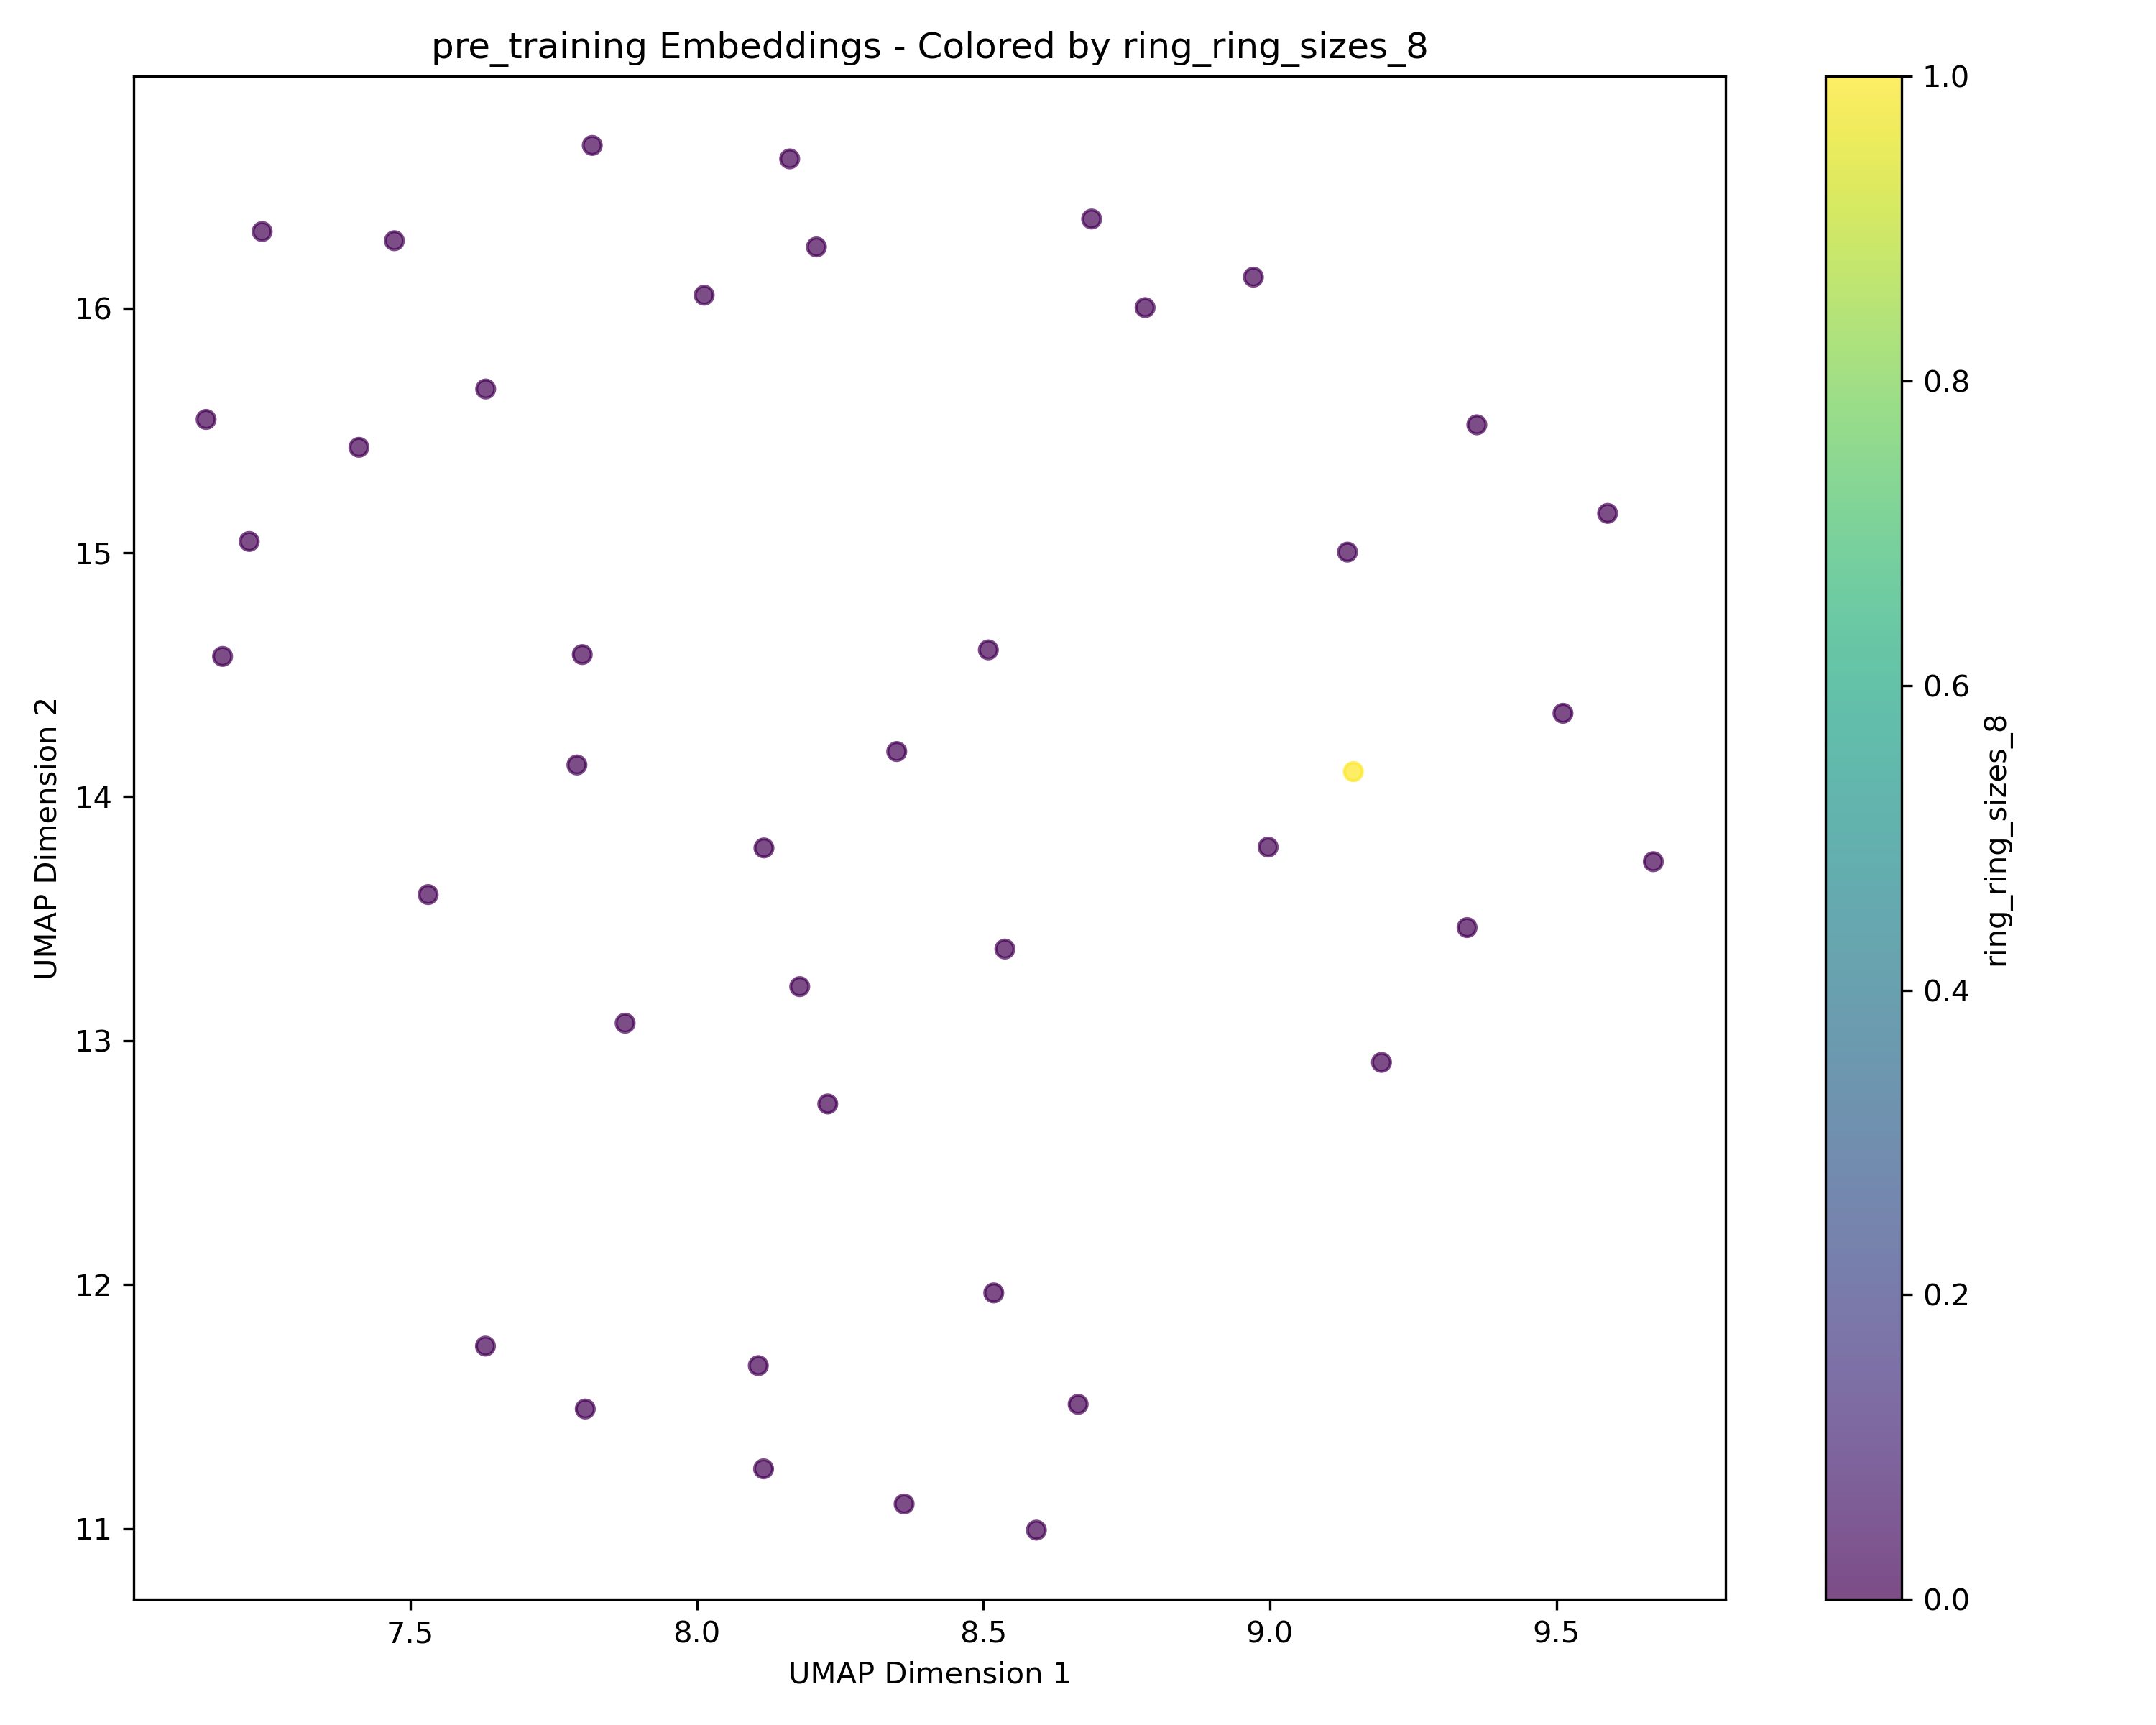 pre_training Embeddings - Colored by ring_ring_sizes_8
UMAP Dimension 2
16
15
14
13
12
11
7.5 8.0 8.5 9.0 9.5
UMAP Dimension 1
1.0
0.8
0.6
0.4
0.2
0.0
ring_ring_sizes_8